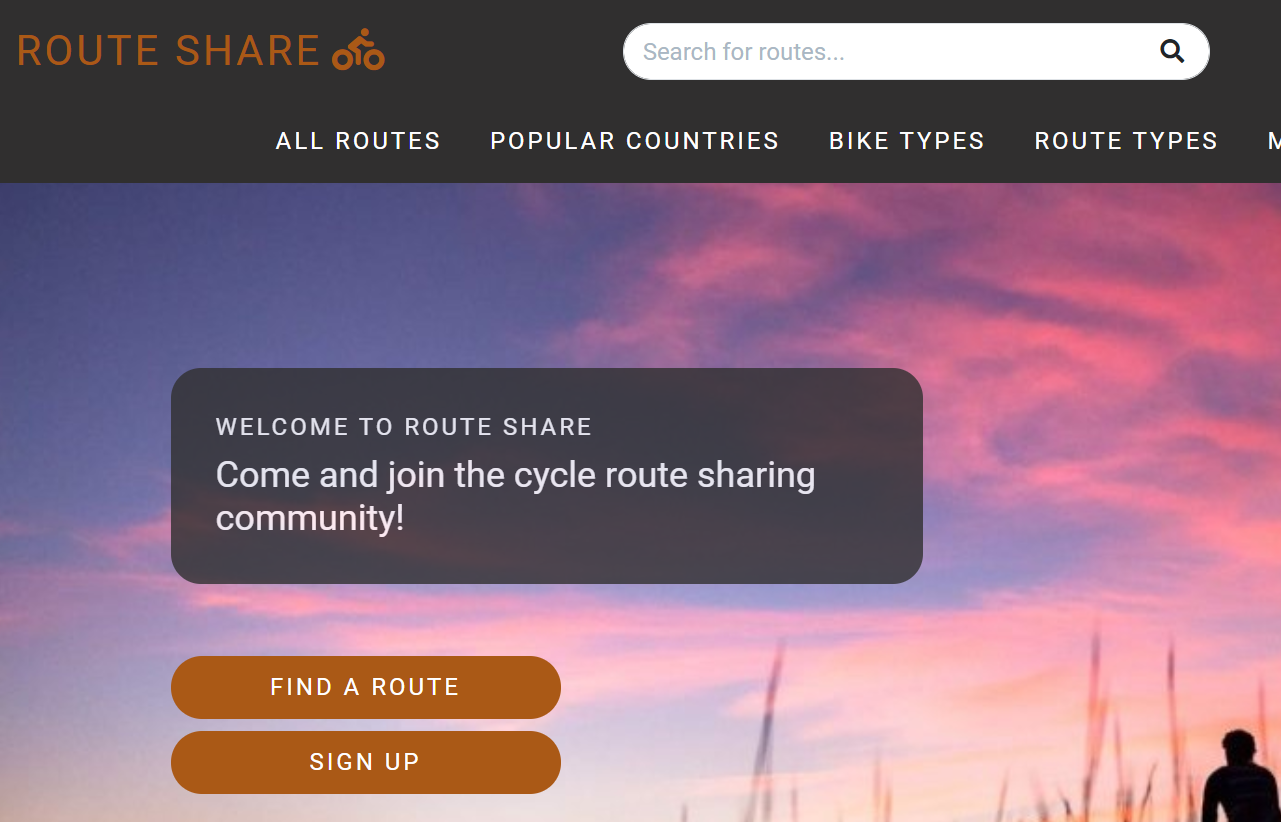 ROUTE SHARE
Search for routes...
ALL ROUTES POPULAR COUNTRIES BIKE TYPES ROUTE TYPES
WELCOME TO ROUTE SHARE
Come and join the cycle route sharing
community!
FIND A ROUTE
SIGN UP